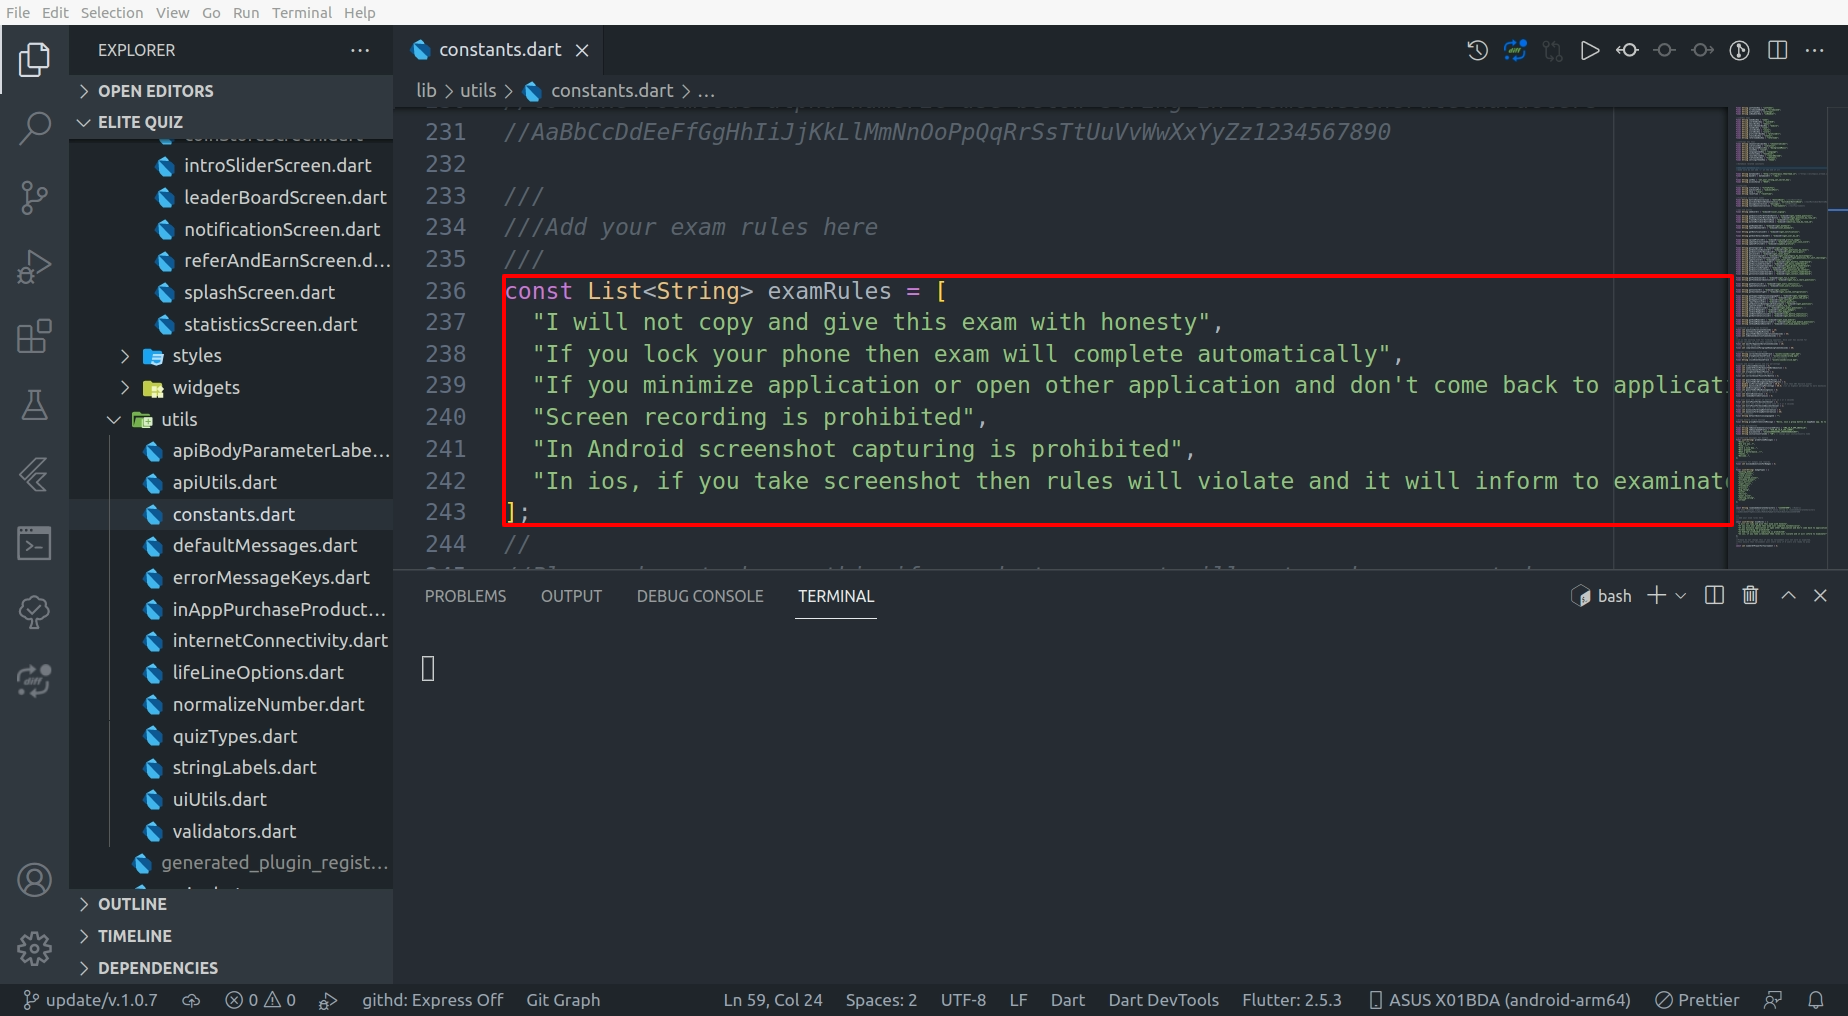 File Edit Selection View Go Run Terminal Help
EXPLORER
OPEN EDITORS
ELITE QUIZ
introSliderScreen.dart
leaderBoardScreen.dart
notificationScreen.dart
referAndEarnScreen.d...
splashScreen.dart
statisticsScreen.dart
styles
widgets
utils
apiBodyParameterLabe...
apiUtils.dart
constants.dart
defaultMessages.dart
errorMessageKeys.dart
inAppPurchaseProduct...
internetConnectivity.dart
lifeLineOptions.dart
normalizeNumber.dart
quizTypes.dart
stringLabels.dart
uiUtils.dart
validators.dart
generated_plugin_regist...
OUTLINE
TIMELINE
DEPENDENCIES
constants.dart
lib > utils > constants.dart > ...
231 //AaBbCcDdEeFfGgHhIiJjKkLlMmNnOoPpQqRrSsTtUuVvWwXxYyZz1234567890
232
233 ///
234 ///Add your exam rules here
235 ///
236 const List<String> examRules = [
237 "I will not copy and give this exam with honesty",
238 "If you lock your phone then exam will complete automatically",
239 "If you minimize application or open other application and don't come back to applicati
240 "Screen recording is prohibited",
241 "In Android screenshot capturing is prohibited",
242 "In ios, if you take screenshot then rules will violate and it will inform to examinat
243 ];
244 //
PROBLEMS OUTPUT DEBUG CONSOLE TERMINAL
bash
update/v.1.0.7 0 0 githd: Express Off Git Graph Ln 59, Col 24 Spaces: 2 UTF-8 LF Dart Dart DevTools Flutter: 2.5.3 ASUS X01BDA (android-arm64) Prettier